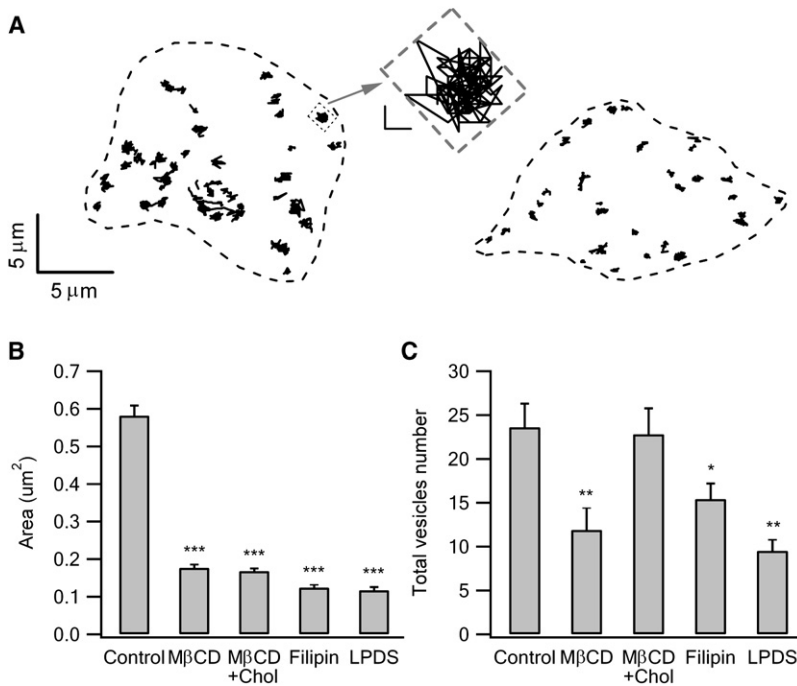 A
5 μm
5 μm
B
Area (um²)
0.7
0.6
0.5
0.4
0.3
0.2
0.1
0.0
***
***
***
***
Control
MβCD
MβCD
+Chol
Filipin
LPDS
C
Total vesicles number
30
25
20
15
10
5
0
**
*
**
Control
MβCD
MβCD
+Chol
Filipin
LPDS